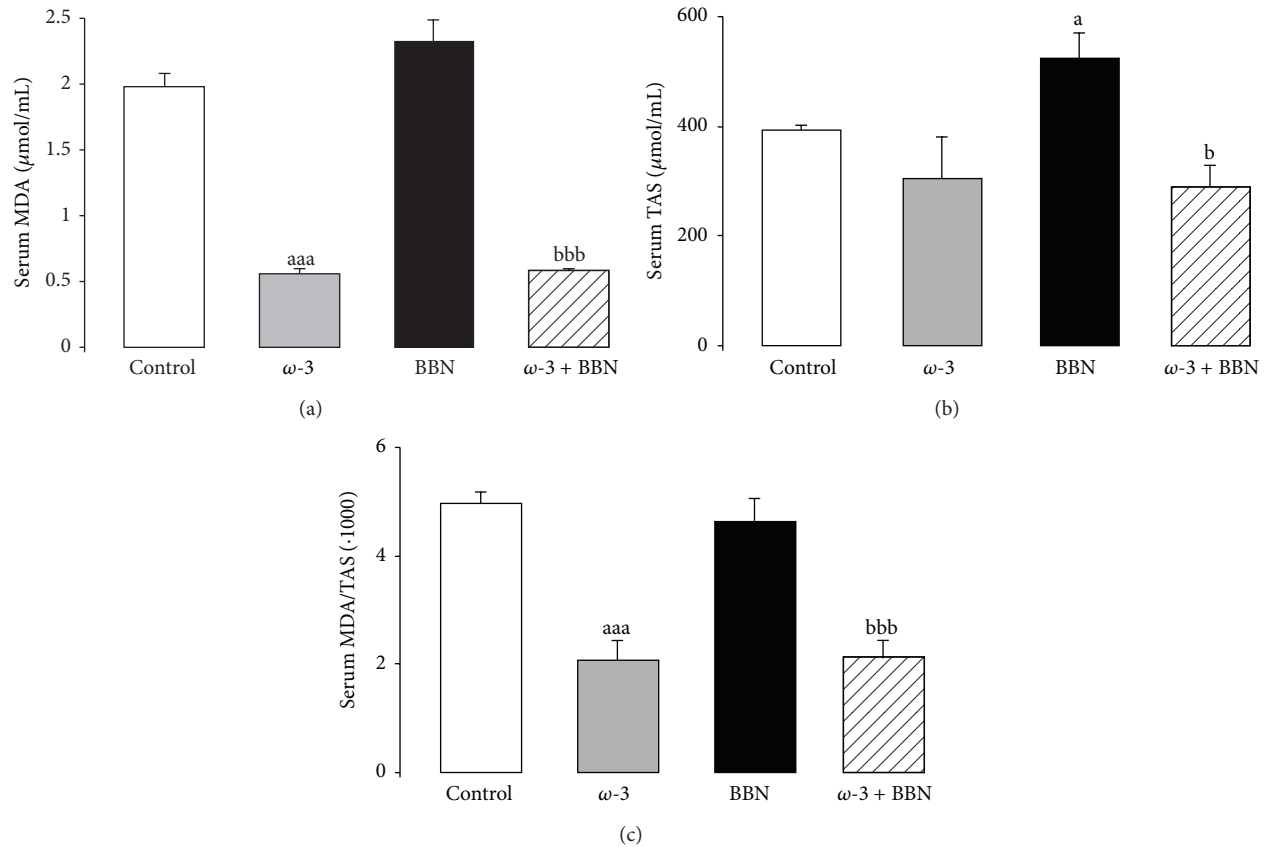 2.5
2
1.5
1
0.5
0
Serum MDA (μmol/mL)
aaa
bbb
Control
ω-3
BBN
ω-3 + BBN
(a)
600
400
200
0
Serum TAS (μmol/mL)
a
b
Control
ω-3
BBN
ω-3 + BBN
(b)
6
4
2
0
Serum MDA/TAS (·1000)
aaa
bbb
Control
ω-3
BBN
ω-3 + BBN
(c)